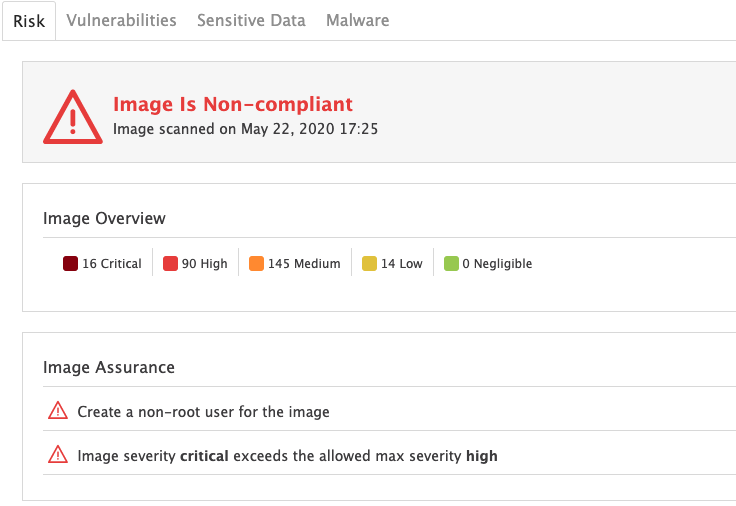 Risk Vulnerabilities Sensitive Data Malware
Image Is Non-compliant
Image scanned on May 22, 2020 17:25
Image Overview
16 Critical 90 High 145 Medium 14 Low 0 Negligible
Image Assurance
Create a non-root user for the image
Image severity critical exceeds the allowed max severity high